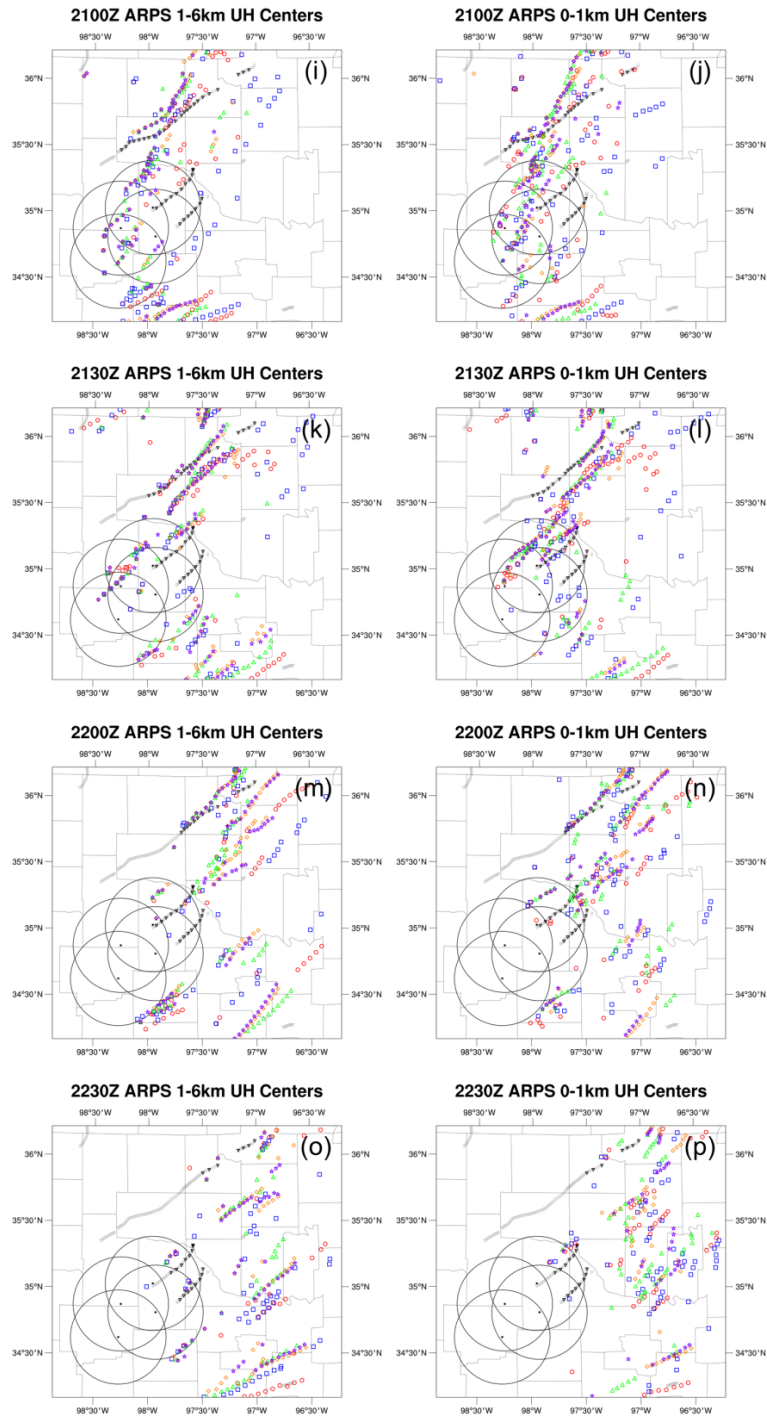 2100Z ARPS 1-6km UH Centers
98°30'W 98°W 97°30'W 97°W 96°30'W
(i)
36°N 36°N
35°30'N 35°30'N
35°N 35°N
34°30'N 34°30'N
98°30'W 98°W 97°30'W 97°W 96°30'W
2100Z ARPS 0-1km UH Centers
98°30'W 98°W 97°30'W 97°W 96°30'W
(j)
36°N 36°N
35°30'N 35°30'N
35°N 35°N
34°30'N 34°30'N
98°30'W 98°W 97°30'W 97°W 96°30'W
2130Z ARPS 1-6km UH Centers
98°30'W 98°W 97°30'W 97°W 96°30'W
(k)
36°N 36°N
35°30'N 35°30'N
35°N 35°N
34°30'N 34°30'N
98°30'W 98°W 97°30'W 97°W 96°30'W
2130Z ARPS 0-1km UH Centers
98°30'W 98°W 97°30'W 97°W 96°30'W
(l)
36°N 36°N
35°30'N 35°30'N
35°N 35°N
34°30'N 34°30'N
98°30'W 98°W 97°30'W 97°W 96°30'W
2200Z ARPS 1-6km UH Centers
98°30'W 98°W 97°30'W 97°W 96°30'W
(m)
36°N 36°N
35°30'N 35°30'N
35°N 35°N
34°30'N 34°30'N
98°30'W 98°W 97°30'W 97°W 96°30'W
2200Z ARPS 0-1km UH Centers
98°30'W 98°W 97°30'W 97°W 96°30'W
(n)
36°N 36°N
35°30'N 35°30'N
35°N 35°N
34°30'N 34°30'N
98°30'W 98°W 97°30'W 97°W 96°30'W
2230Z ARPS 1-6km UH Centers
98°30'W 98°W 97°30'W 97°W 96°30'W
(o)
36°N 36°N
35°30'N 35°30'N
35°N 35°N
34°30'N 34°30'N
98°30'W 98°W 97°30'W 97°W 96°30'W
2230Z ARPS 0-1km UH Centers
98°30'W 98°W 97°30'W 97°W 96°30'W
(p)
36°N 36°N
35°30'N 35°30'N
35°N 35°N
34°30'N 34°30'N
98°30'W 98°W 97°30'W 97°W 96°30'W